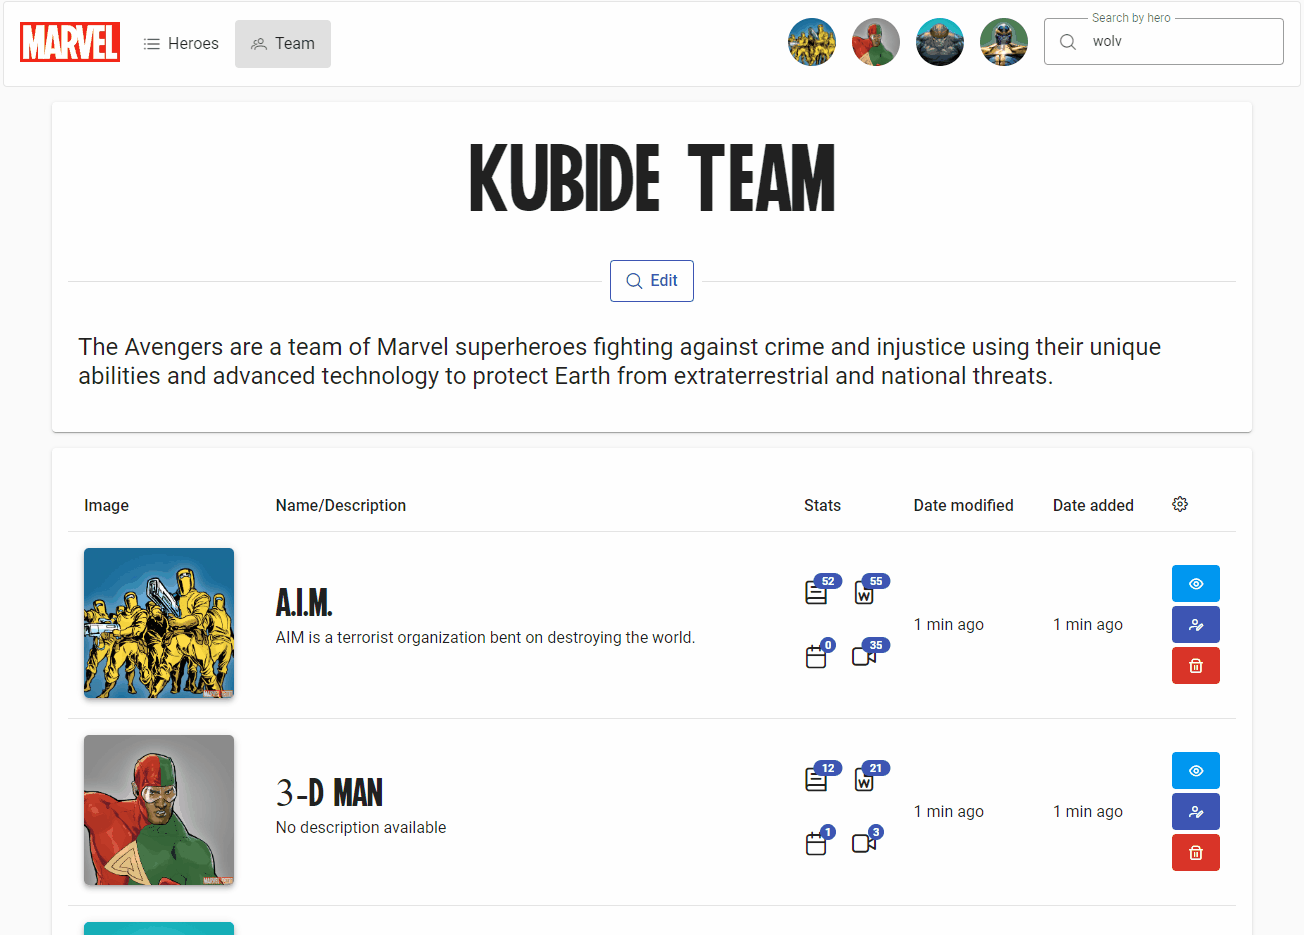 MARVEL
Heroes
Team
Search by hero
wolv
KUBIDE TEAM
Edit
The Avengers are a team of Marvel superheroes fighting against crime and injustice using their unique
abilities and advanced technology to protect Earth from extraterrestrial and national threats.
Image Name/Description Stats Date modified Date added
52 55
A.I.M.
W
AIM is a terrorist organization bent on destroying the world.
1 min ago 1 min ago
0 35
12 21
3-D MAN
W
No description available
1 min ago 1 min ago
1 3